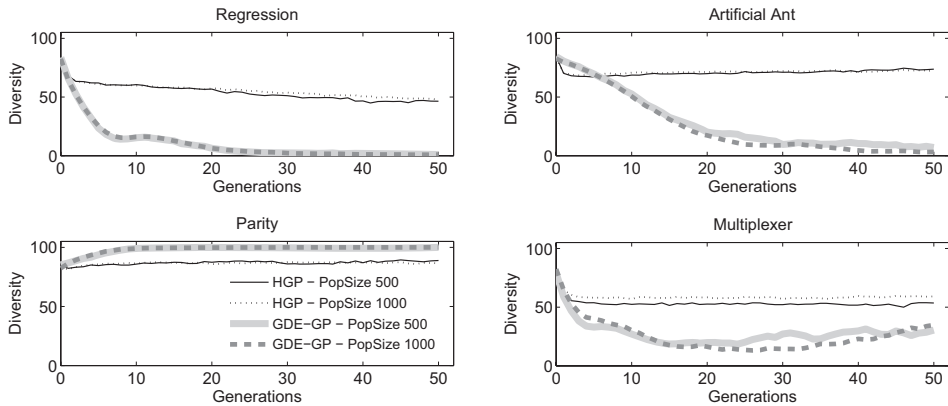 Regression
100
50
0
Diversity
0 10 20 30 40 50
Generations
Artificial Ant
100
50
0
Diversity
0 10 20 30 40 50
Generations
Parity
100
50
0
Diversity
HGP − PopSize 500
HGP − PopSize 1000
GDE−GP − PopSize 500
GDE−GP − PopSize 1000
0 10 20 30 40 50
Generations
Multiplexer
100
50
0
Diversity
0 10 20 30 40 50
Generations